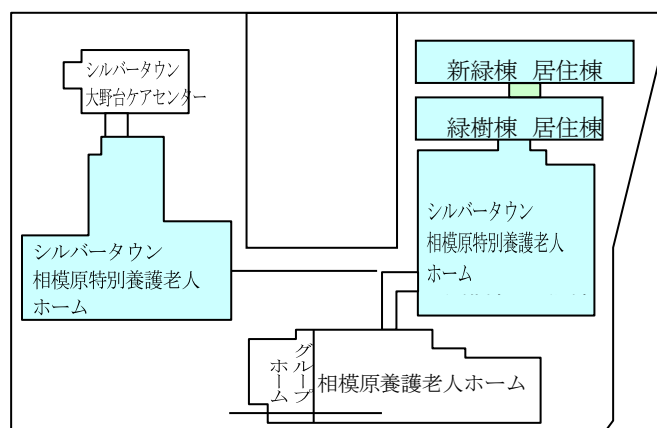 シルバータウン
大野台ケアセンター
シルバータウン
相模原特別養護老人
ホーム
新緑棟 居住棟
緑樹棟 居住棟
シルバータウン
相模原特別養護老人
ホーム
グループ
ホーム
相模原養護老人ホーム